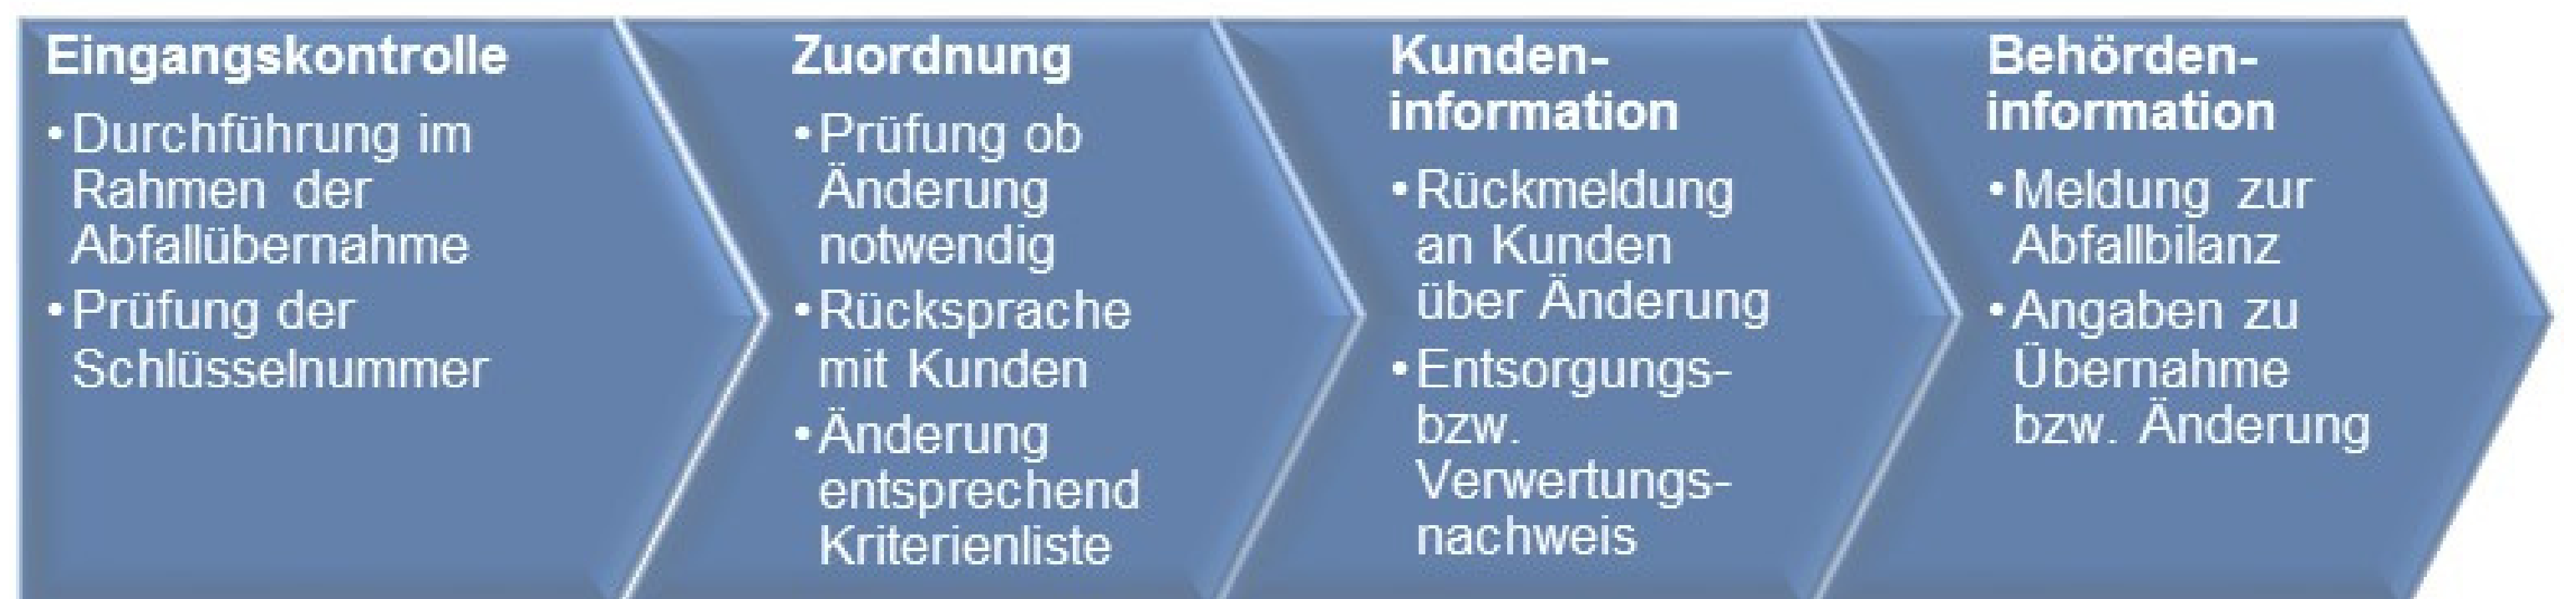 Eingangskontrolle
•Durchführung im
Rahmen der
Abfallübernahme
•Prüfung der
Schlüsselnummer
Zuordnung
•Prüfung ob
Änderung
notwendig
•Rücksprache
mit Kunden
•Änderung
entsprechend
Kriterienliste
Kunden-
information
•Rückmeldung
an Kunden
über Änderung
•Entsorgungs-
bzw.
Verwertungs-
nachweis
Behörden-
information
•Meldung zur
Abfallbilanz
•Angaben zu
Übernahme
bzw. Änderung